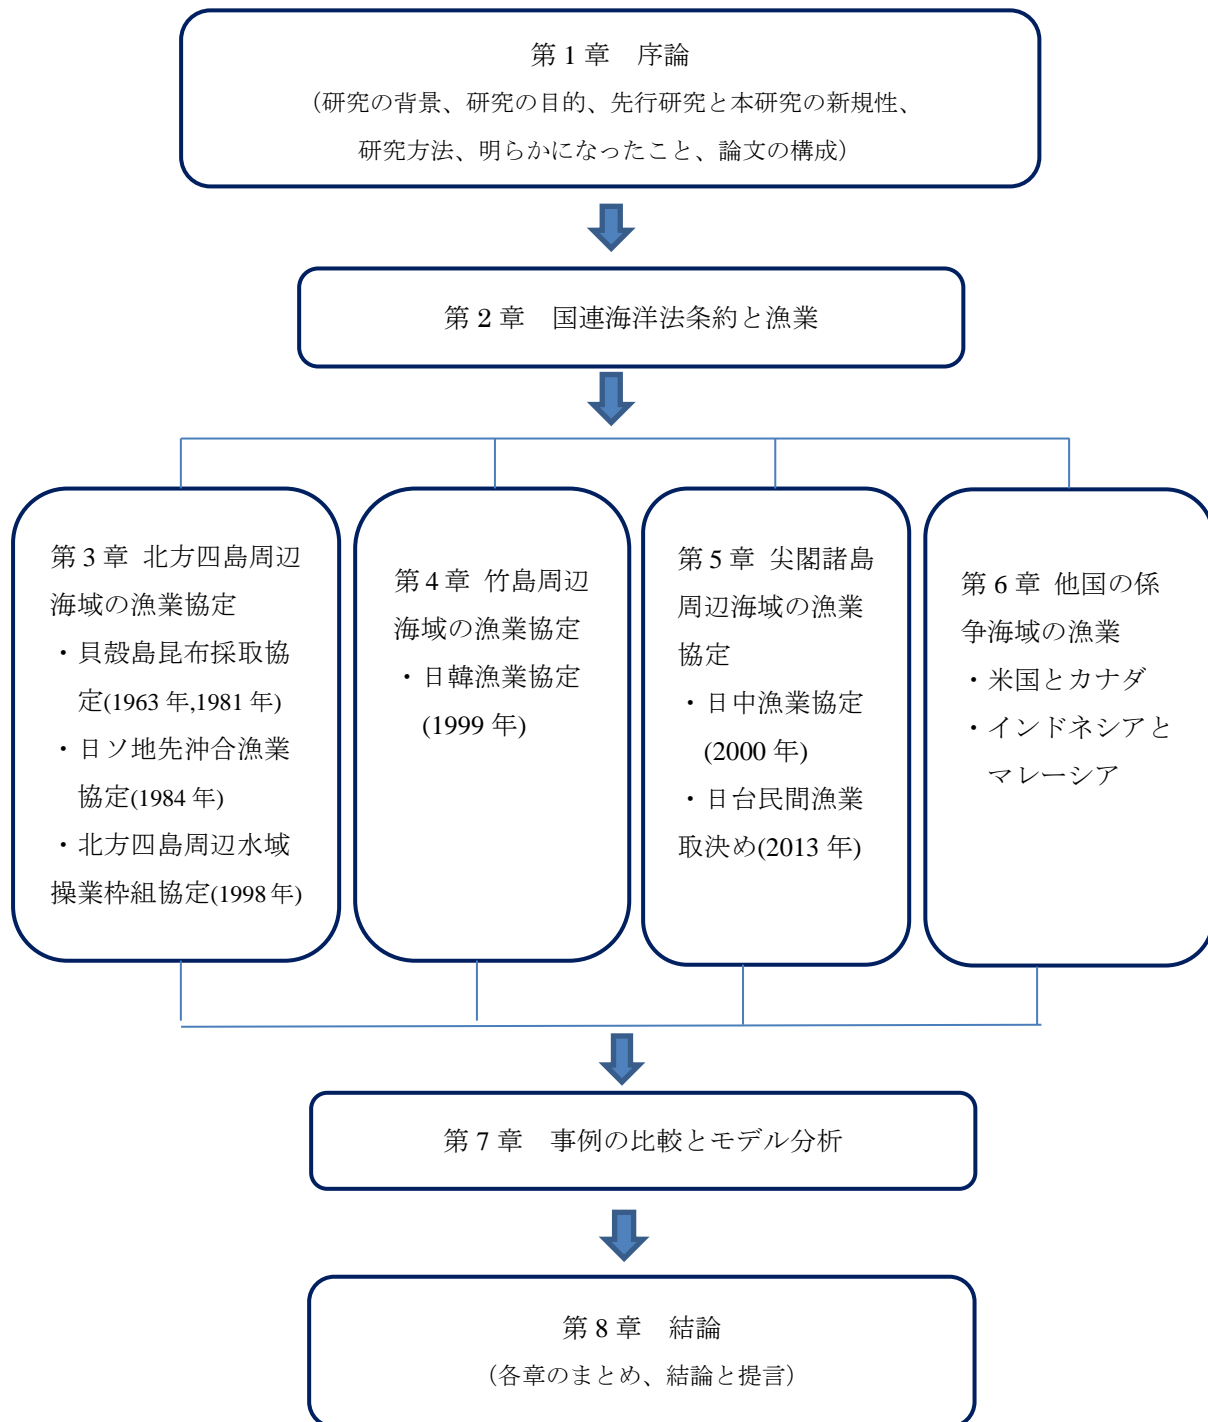 第 1 章　序論
（研究の背景、研究の目的、先行研究と本研究の新規性、
研究方法、明らかになったこと、論文の構成）
第 2 章　国連海洋法条約と漁業
第 3 章 北方四島周辺
海域の漁業協定
・貝殻島昆布採取協
定(1963 年,1981 年)
・日ソ地先沖合漁業
協定(1984 年)
・北方四島周辺水域
操業枠組協定(1998 年)
第 4 章 竹島周辺
海域の漁業協定
・日韓漁業協定
(1999 年)
第 5 章 尖閣諸島
周辺海域の漁業
協定
・日中漁業協定
(2000 年)
・日台民間漁業
取決め(2013 年)
第 6 章 他国の係
争海域の漁業
・米国とカナダ
・インドネシアと
マレーシア
第 7 章　事例の比較とモデル分析
第 8 章　結論
（各章のまとめ、結論と提言）